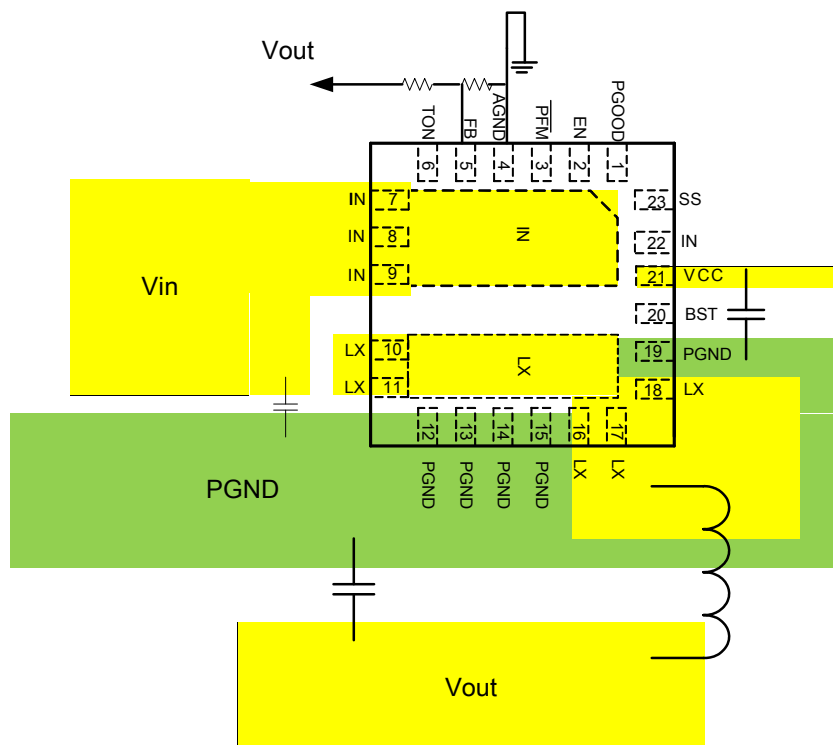 Vout
TON
FB
AGND
PFM
EN
PGOOD
6
5
4
3
2
1
IN 7
IN 8
IN 9
IN
23 SS
22 IN
21 VCC
20 BST
19 PGND
18 LX
Vin
LX 10
LX 11
LX
12
13
14
15
16
17
PGND
PGND
PGND
PGND
LX
LX
PGND
Vout